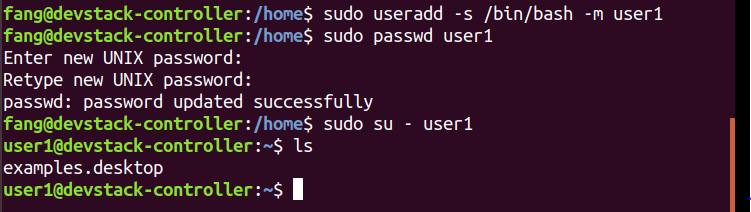 fang@devstack-controller:/home$ sudo useradd -s /bin/bash -m user1
fang@devstack-controller:/home$ sudo passwd user1
Enter new UNIX password:
Retype new UNIX password:
passwd: password updated successfully
fang@devstack-controller:/home$ sudo su - user1
user1@devstack-controller:~$ ls
examples.desktop
user1@devstack-controller:~$